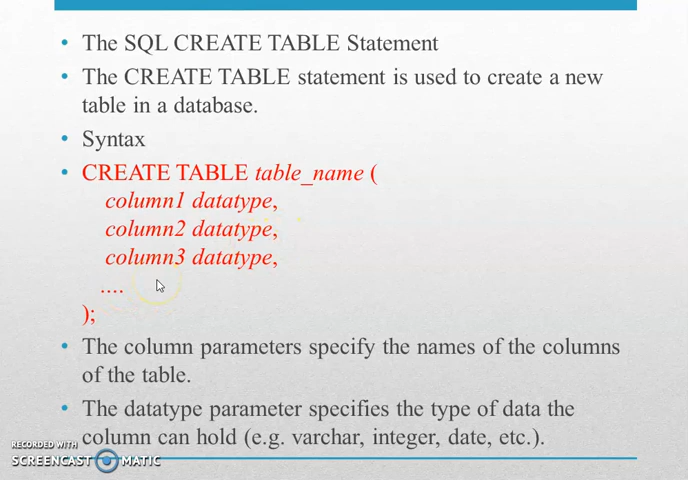 • The SQL CREATE TABLE Statement
• The CREATE TABLE statement is used to create a new
table in a database.
• Syntax
• CREATE TABLE table_name (
column1 datatype,
column2 datatype,
column3 datatype,
....
);
• The column parameters specify the names of the columns
of the table.
• The datatype parameter specifies the type of data the
column can hold (e.g. varchar, integer, date, etc.).
RECORDED WITH
SCREENCAST MATIC